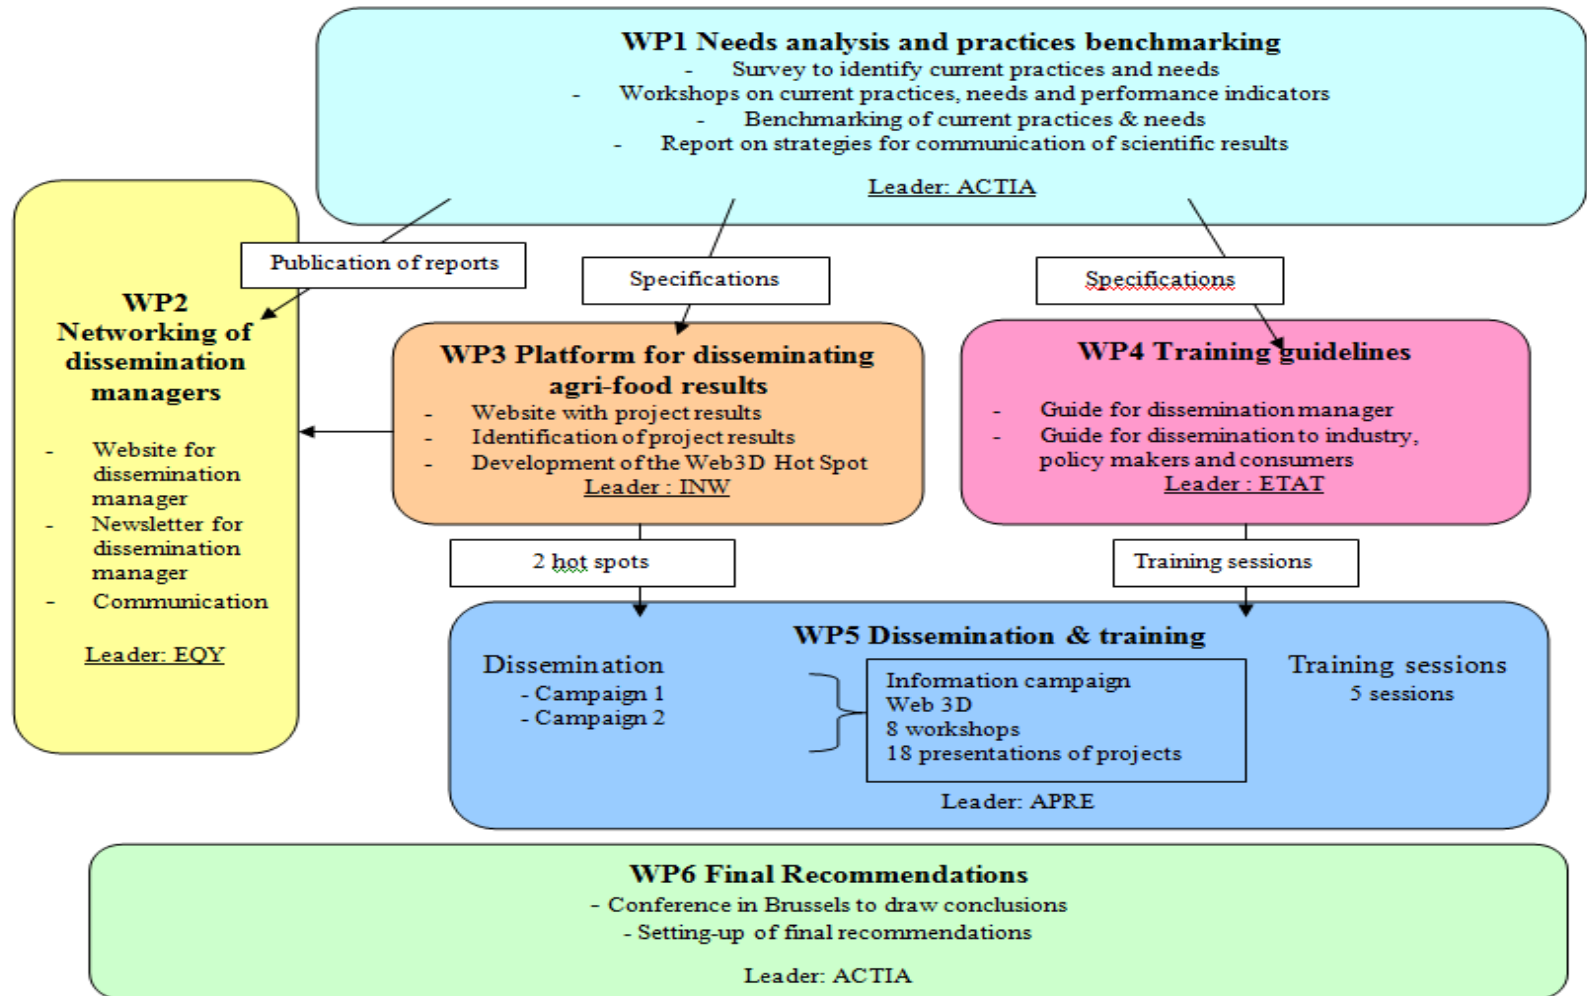 WP1 Needs analysis and practices benchmarking
- Survey to identify current practices and needs
- Workshops on current practices, needs and performance indicators
- Benchmarking of current practices & needs
- Report on strategies for communication of scientific results
Leader: ACTIA
Publication of reports
Specifications
Specifications
WP2
Networking of
dissemination
managers
- Website for
dissemination
manager
- Newsletter for
dissemination
manager
- Communication
Leader: EQY
WP3 Platform for disseminating
agri-food results
- Website with project results
- Identification of project results
- Development of the Web3D Hot Spot
Leader : INW
WP4 Training guidelines
- Guide for dissemination manager
- Guide for dissemination to industry,
policy makers and consumers
Leader : ETAT
2 hot spots
Training sessions
WP5 Dissemination & training
Dissemination
- Campaign 1
- Campaign 2
Information campaign
Web 3D
8 workshops
18 presentations of projects
Training sessions
5 sessions
Leader: APRE
WP6 Final Recommendations
- Conference in Brussels to draw conclusions
- Setting-up of final recommendations
Leader: ACTIA